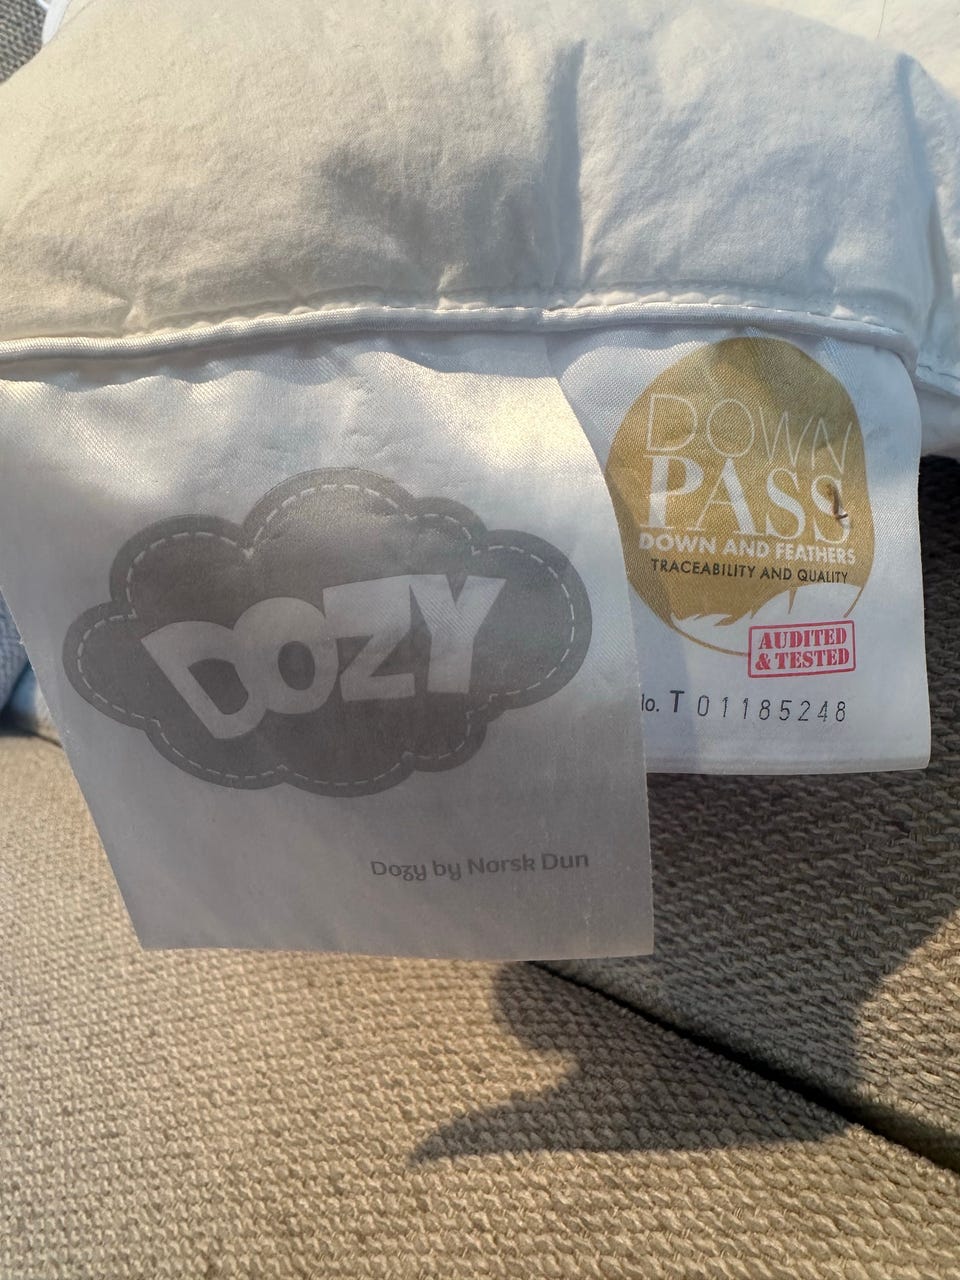 DOZY
Dozy by Norsk Dun
DOWN
PASS
DOWN AND FEATHERS
TRACEABILITY AND QUALITY
AUDITED
& TESTED
T 01185248